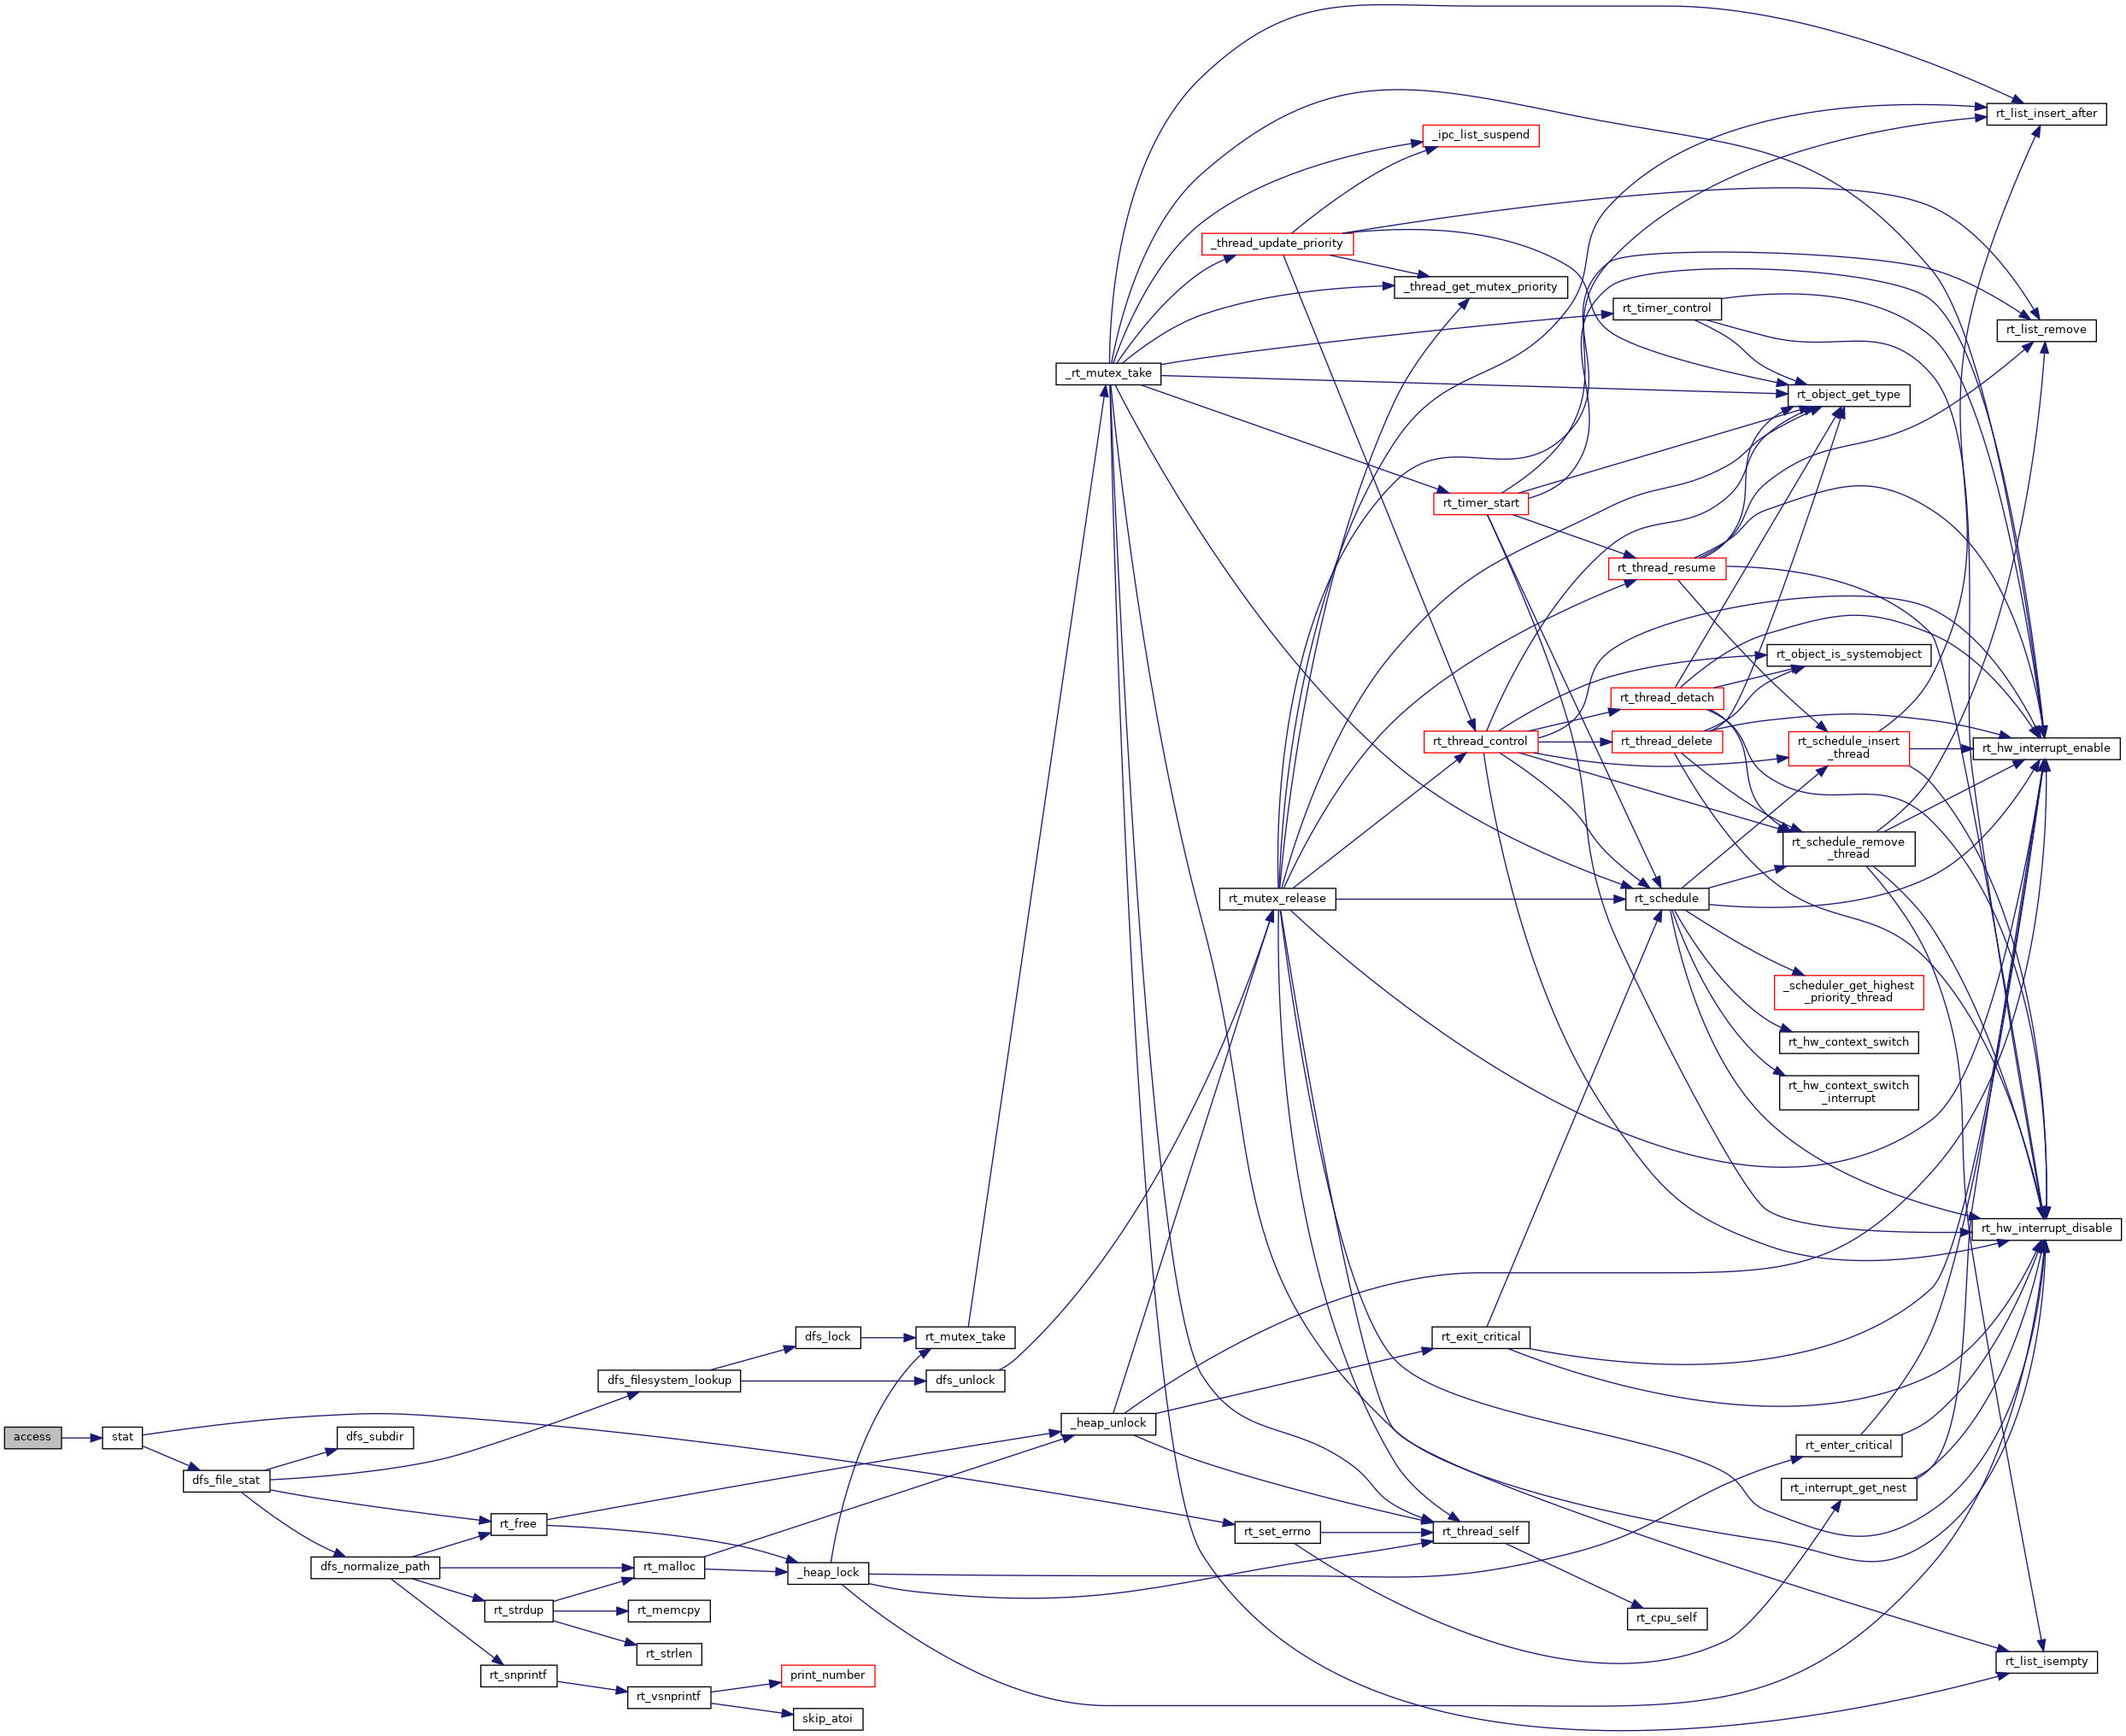 rt_list_insert_after
_ipc_list_suspend
_thread_update_priority
_thread_get_mutex_priority
rt_timer_control
rt_list_remove
_rt_mutex_take
rt_object_get_type
rt_timer_start
rt_thread_resume
rt_object_is_systemobject
rt_thread_detach
rt_thread_control
rt_thread_delete
rt_schedule_insert
_thread
rt_hw_interrupt_enable
rt_schedule_remove
_thread
rt_mutex_release
rt_schedule
_scheduler_get_highest
_priority_thread
rt_hw_context_switch
rt_hw_context_switch
_interrupt
rt_hw_interrupt_disable
dfs_lock
rt_mutex_take
rt_exit_critical
dfs_filesystem_lookup
dfs_unlock
_heap_unlock
access
stat
dfs_subdir
rt_enter_critical
dfs_file_stat
rt_interrupt_get_nest
rt_free
rt_set_errno
rt_thread_self
dfs_normalize_path
rt_malloc
_heap_lock
rt_strdup
rt_memcpy
rt_cpu_self
rt_strlen
rt_list_isempty
rt_snprintf
print_number
rt_vsnprintf
skip_atoi